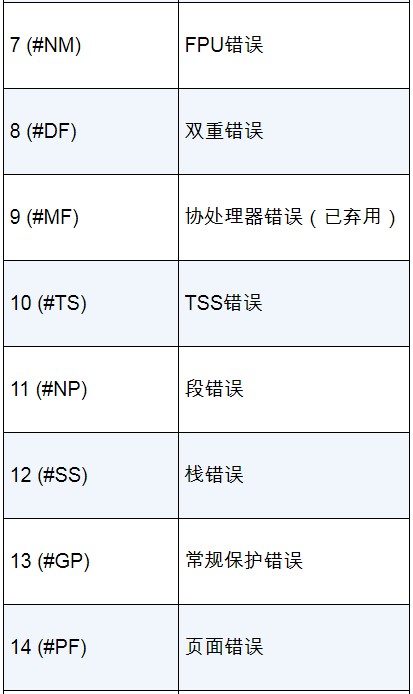 7 (#NM) FPU错误
8 (#DF) 双重错误
9 (#MF) 协处理器错误（已弃用）
10 (#TS) TSS错误
11 (#NP) 段错误
12 (#SS) 栈错误
13 (#GP) 常规保护错误
14 (#PF) 页面错误